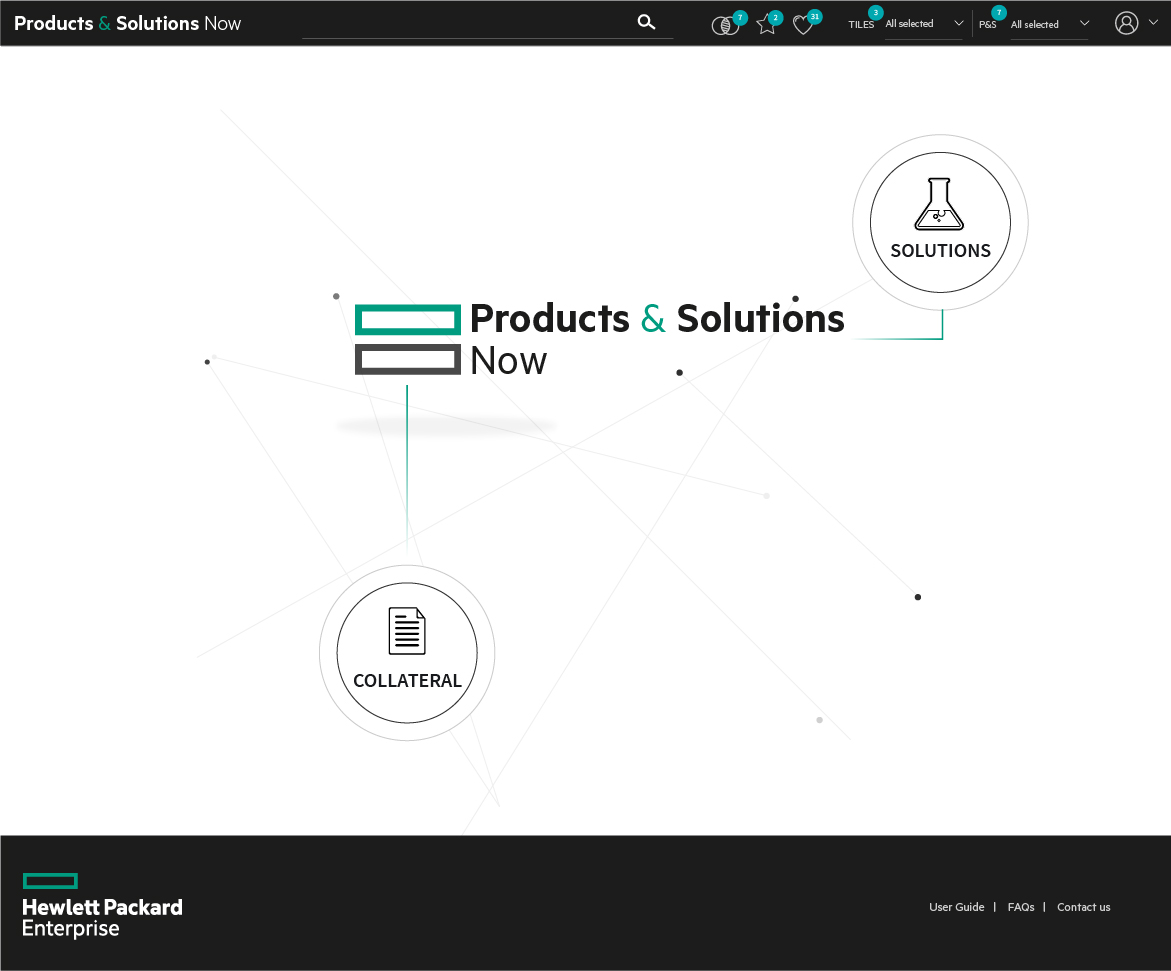 Products & Solutions Now
7
2
31
TILES
3
All selected
P&S
7
All selected
SOLUTIONS
Products & Solutions
Now
COLLATERAL
Hewlett Packard
Enterprise
User Guide | FAQs | Contact us